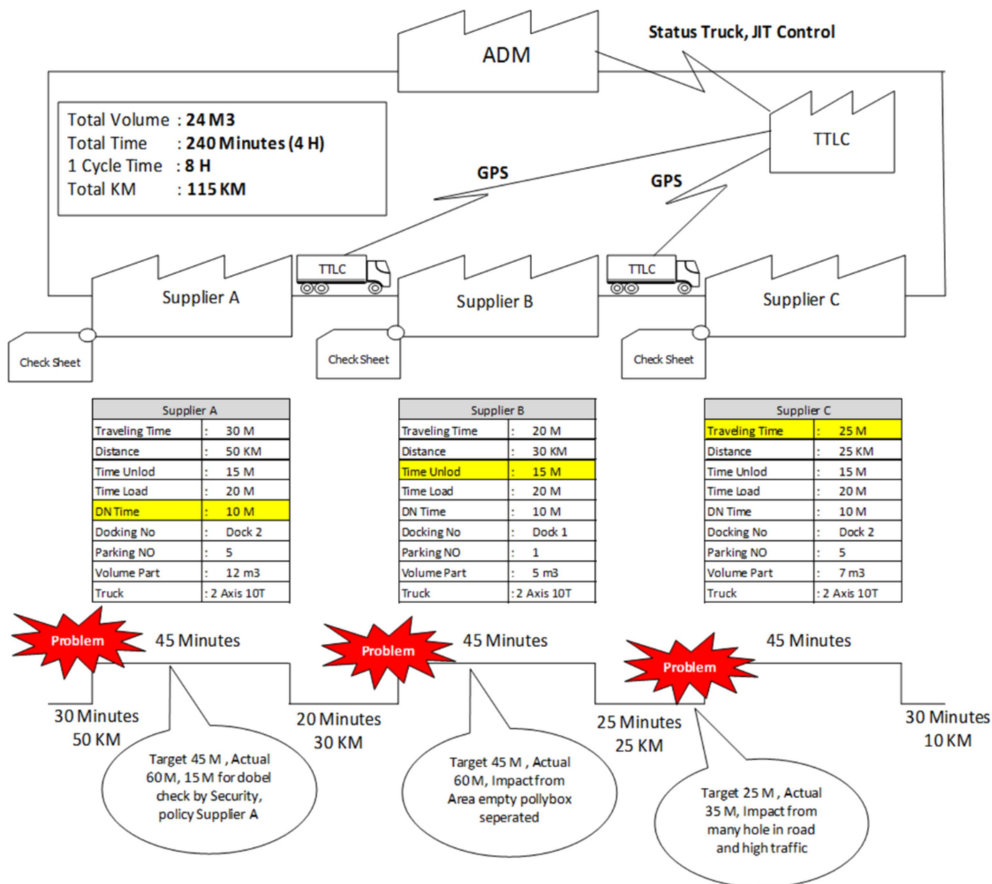 ADM
Status Truck, JIT Control
Total Volume : 24 M3
Total Time : 240 Minutes (4 H)
1 Cycle Time : 8 H
Total KM : 115 KM
TTLC
GPS
GPS
TTLC
TTLC
Supplier A
Supplier B
Supplier C
Check Sheet
Check Sheet
Check Sheet
Supplier A
Traveling Time : 30 M
Distance : 50 KM
Time Unlod : 15 M
Time Load : 20 M
DN Time : 10 M
Docking No : Dock 2
Parking NO : 5
Volume Part : 12 m3
Truck : 2 Axis 10T
Supplier B
Traveling Time : 20 M
Distance : 30 KM
Time Unlod : 15 M
Time Load : 20 M
DN Time : 10 M
Docking No : Dock 1
Parking NO : 1
Volume Part : 5 m3
Truck : 2 Axis 10T
Supplier C
Traveling Time : 25 M
Distance : 25 KM
Time Unlod : 15 M
Time Load : 20 M
DN Time : 10 M
Docking No : Dock 2
Parking NO : 5
Volume Part : 7 m3
Truck : 2 Axis 10T
Problem
45 Minutes
Problem
45 Minutes
Problem
45 Minutes
30 Minutes
50 KM
20 Minutes
30 KM
25 Minutes
25 KM
30 Minutes
10 KM
Target 45 M , Actual
60 M, 15 M for dobel
check by Security,
policy Supplier A
Target 45 M , Actual
60 M, Impact from
Area empty pollybox
seperated
Target 25 M , Actual
35 M, Impact from
many hole in road
and high traffic